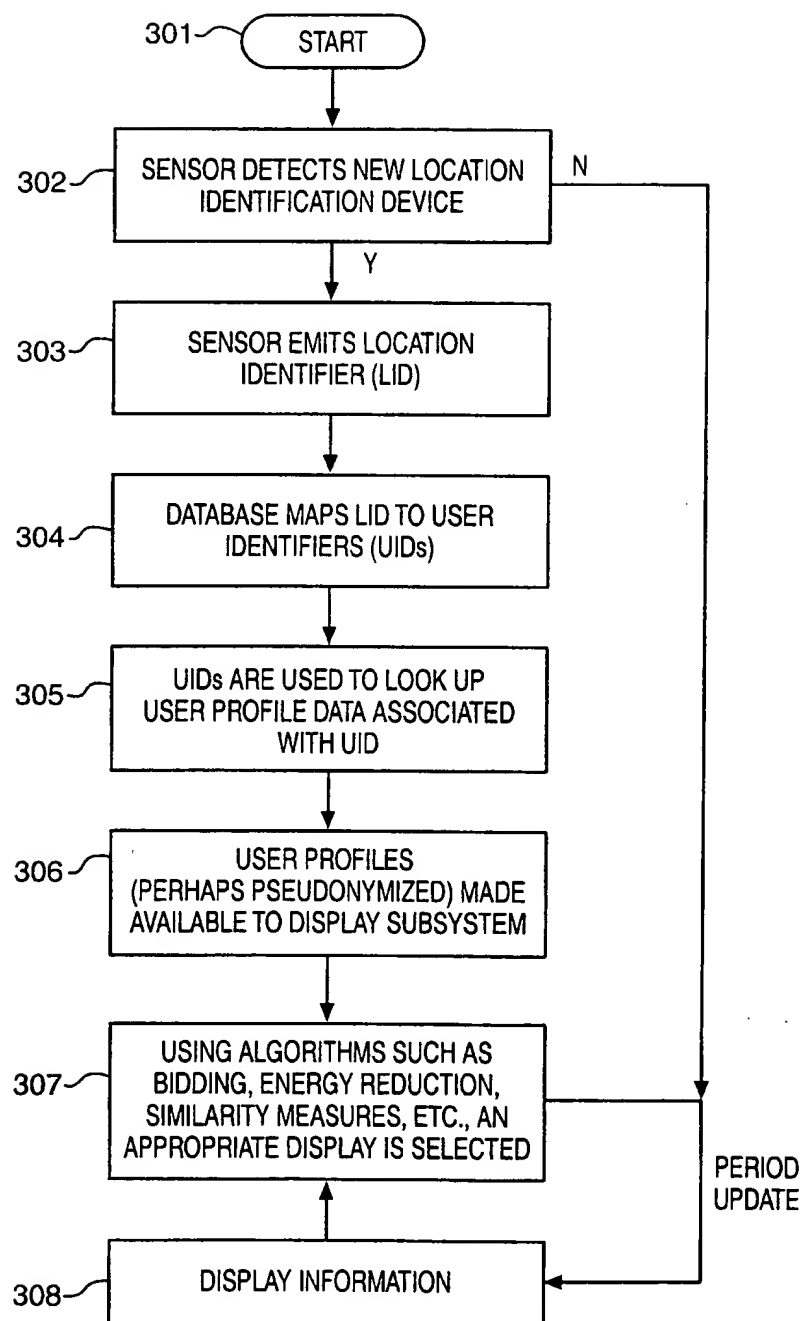 301
START
302
SENSOR DETECTS NEW LOCATION
IDENTIFICATION DEVICE
N
Y
303
SENSOR EMITS LOCATION
IDENTIFIER (LID)
304
DATABASE MAPS LID TO USER
IDENTIFIERS (UIDs)
305
UIDs ARE USED TO LOOK UP
USER PROFILE DATA ASSOCIATED
WITH UID
306
USER PROFILES
(PERHAPS PSEUDONYMIZED) MADE
AVAILABLE TO DISPLAY SUBSYSTEM
307
USING ALGORITHMS SUCH AS
BIDDING, ENERGY REDUCTION,
SIMILARITY MEASURES, ETC., AN
APPROPRIATE DISPLAY IS SELECTED
PERIOD
UPDATE
308
DISPLAY INFORMATION